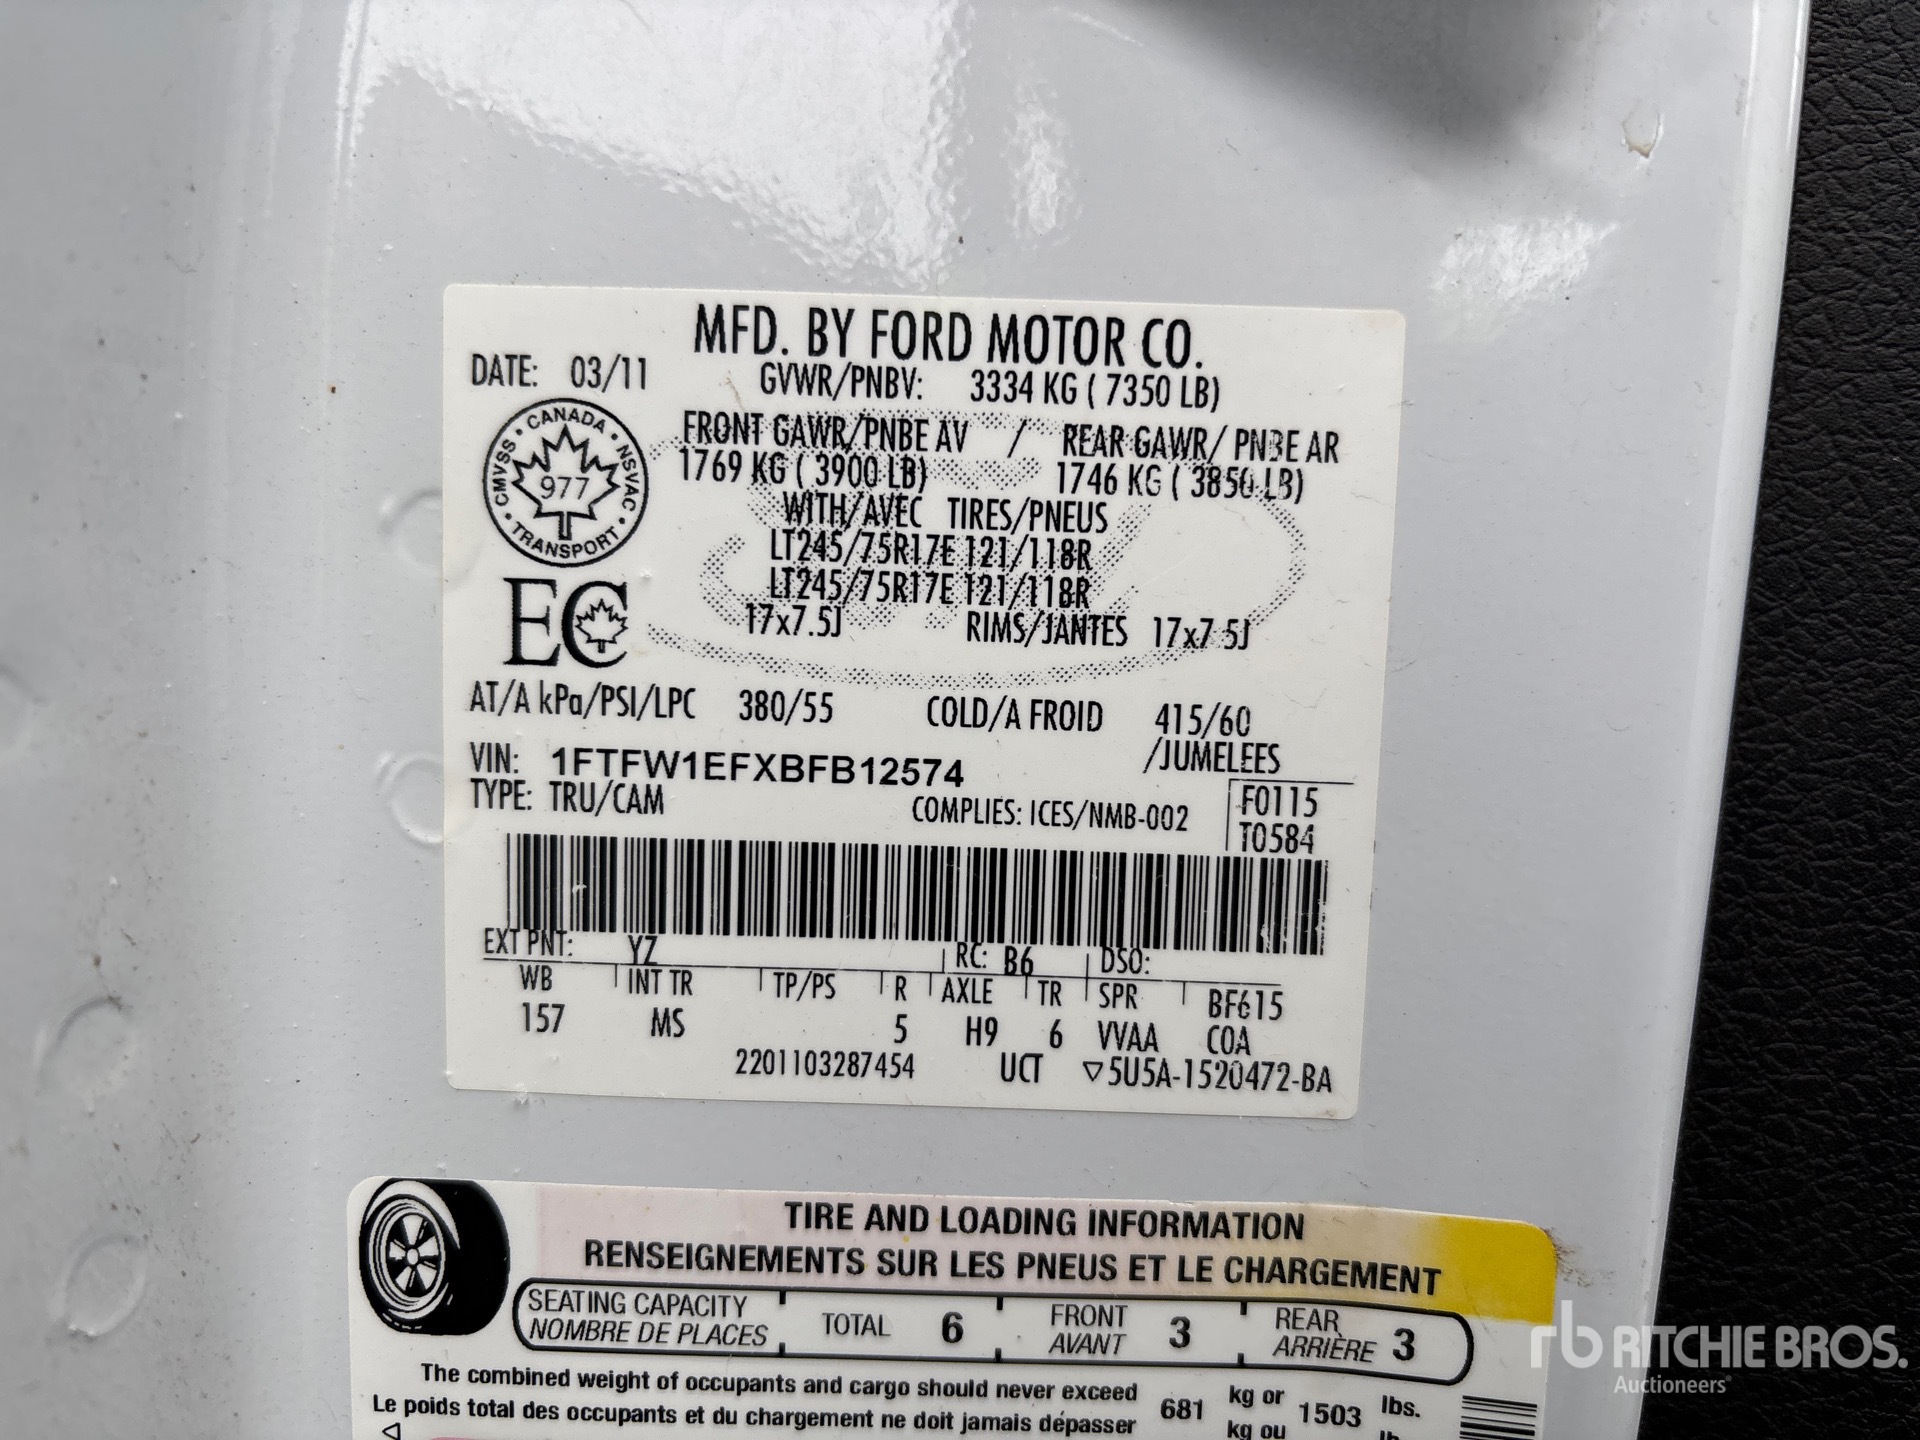 MFD. BY FORD MOTOR CO.
DATE: 03/11 GVWR/PNBV: 3334 KG ( 7350 LB)
FRONT GAWR/PNBE AV / REAR GAWR/ PNBE AR
1769 KG ( 3900 LB) 1746 KG ( 3850 LB)
WITH/AVEC TIRES/PNEUS
LT245/75R17E 121/118R
LT245/75R17E 121/118R
17x7.5J RIMS/JANTES 17x7.5J
CANADA
CMVSS • NSVAC
977
TRANSPORT
EC
AT/A kPa/PSI/LPC 380/55 COLD/A FROID 415/60
/JUMELEES
VIN: 1FTFW1EFXBFB12574
TYPE: TRU/CAM COMPLIES: ICES/NMB-002
F0115
T0584
EXT PNT: YZ RC: B6 DSO:
WB INT TR TP/PS R AXLE TR SPR BF615
157 MS 5 H9 6 VVAA COA
2201103287454 UCT ▽5U5A-1520472-BA
TIRE AND LOADING INFORMATION
RENSEIGNEMENTS SUR LES PNEUS ET LE CHARGEMENT
SEATING CAPACITY TOTAL 6 FRONT 3 REAR 3
NOMBRE DE PLACES AVANT ARRIÈRE
The combined weight of occupants and cargo should never exceed 681 kg or 1503 lbs.
Le poids total des occupants et du chargement ne doit jamais dépasser kg ou
rb RITCHIE BROS.
Auctioneers